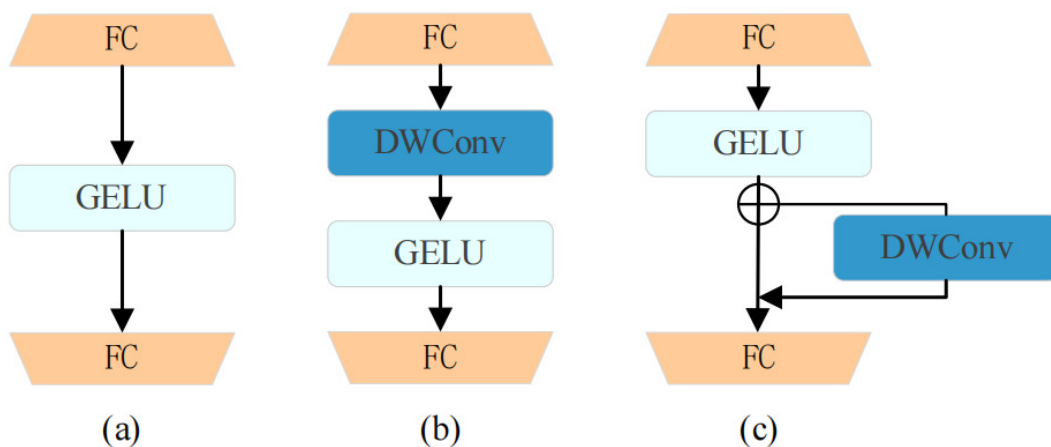 FC
GELU
FC
(a)
FC
DWConv
GELU
FC
(b)
FC
GELU
DWConv
FC
(c)